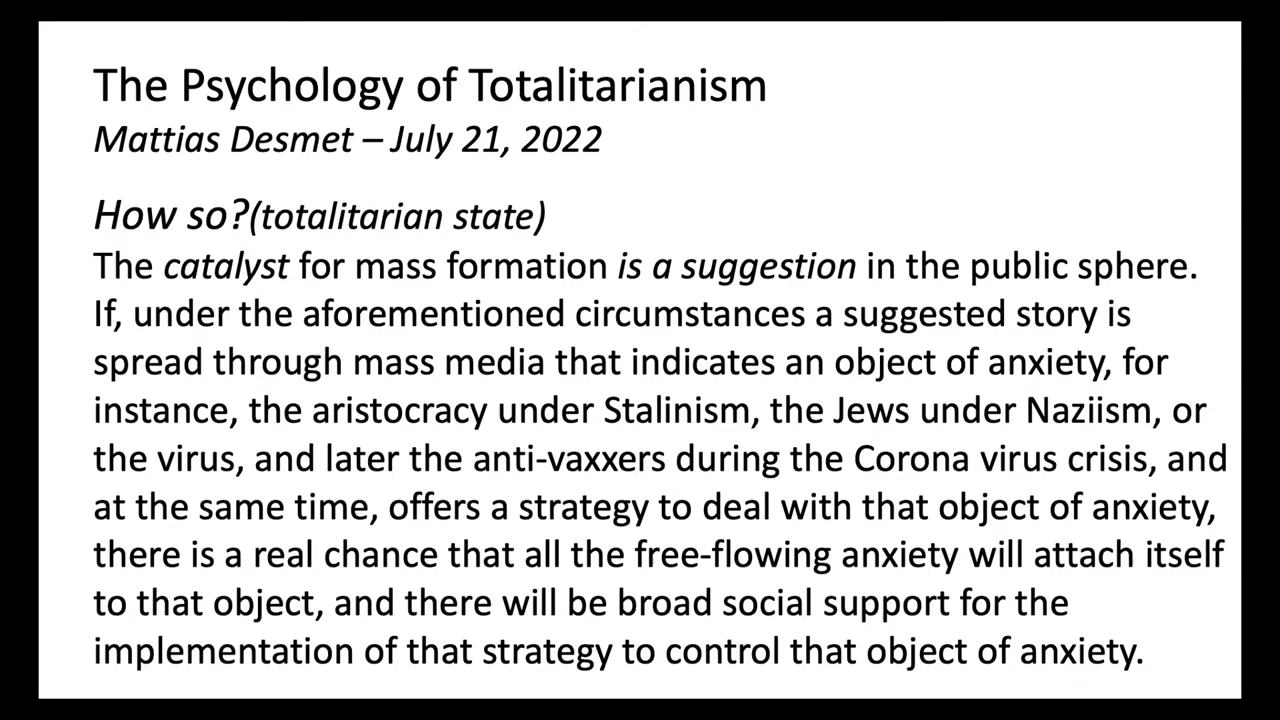 The Psychology of Totalitarianism
Mattias Desmet – July 21, 2022
How so?(totalitarian state)
The catalyst for mass formation is a suggestion in the public sphere.
If, under the aforementioned circumstances a suggested story is
spread through mass media that indicates an object of anxiety, for
instance, the aristocracy under Stalinism, the Jews under Naziism, or
the virus, and later the anti-vaxxers during the Corona virus crisis, and
at the same time, offers a strategy to deal with that object of anxiety,
there is a real chance that all the free-flowing anxiety will attach itself
to that object, and there will be broad social support for the
implementation of that strategy to control that object of anxiety.